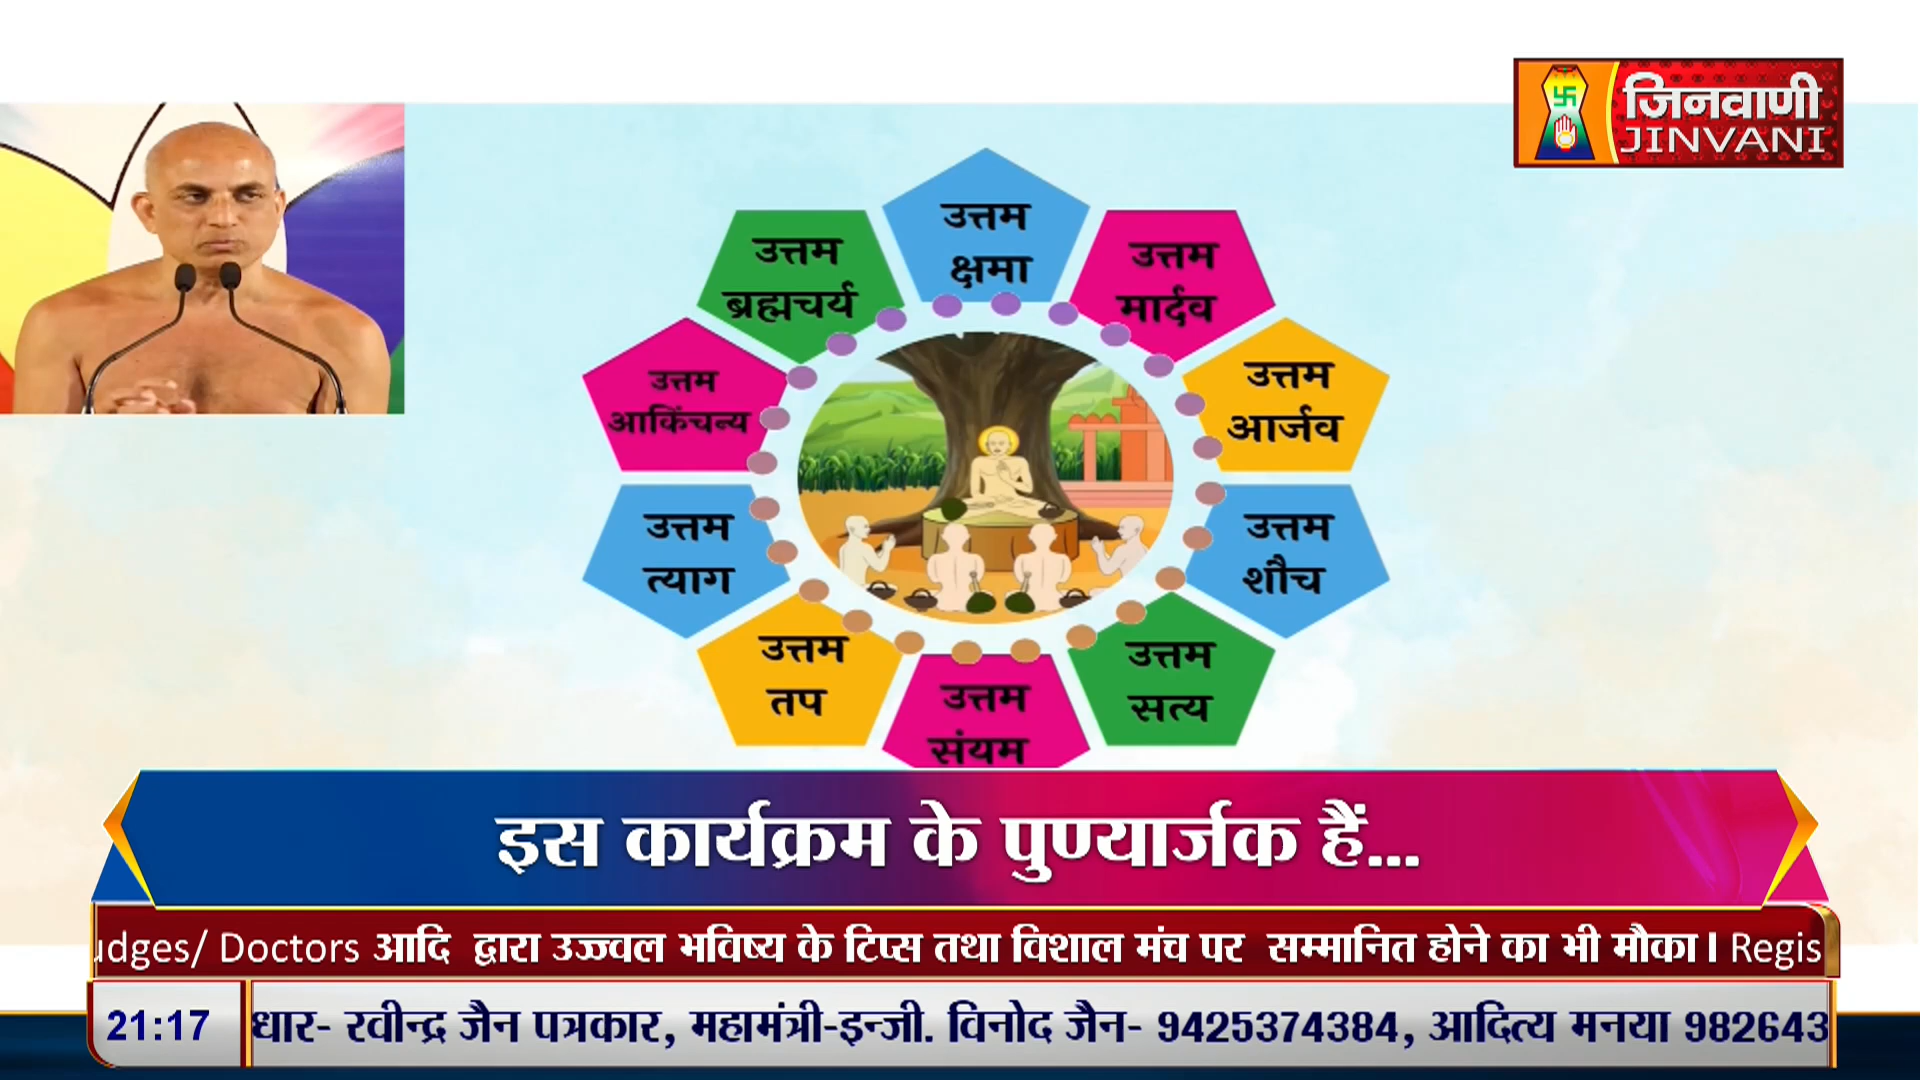 जिनवाणी
JINVANI
उत्तम
क्षमा
उत्तम
मार्दव
उत्तम
आर्जव
उत्तम
शौच
उत्तम
सत्य
उत्तम
संयम
उत्तम
तप
उत्तम
त्याग
उत्तम
आकिंचन्य
उत्तम
ब्रह्मचर्य
इस कार्यक्रम के पुण्यार्जक हैं...
udges/ Doctors आदि द्वारा उज्ज्वल भविष्य के टिप्स तथा विशाल मंच पर सम्मानित होने का भी मौका। Regis
21:17
धार- रवीन्द्र जैन पत्रकार, महामंत्री-इन्जी. विनोद जैन- 9425374384, आदित्य मनया 982643